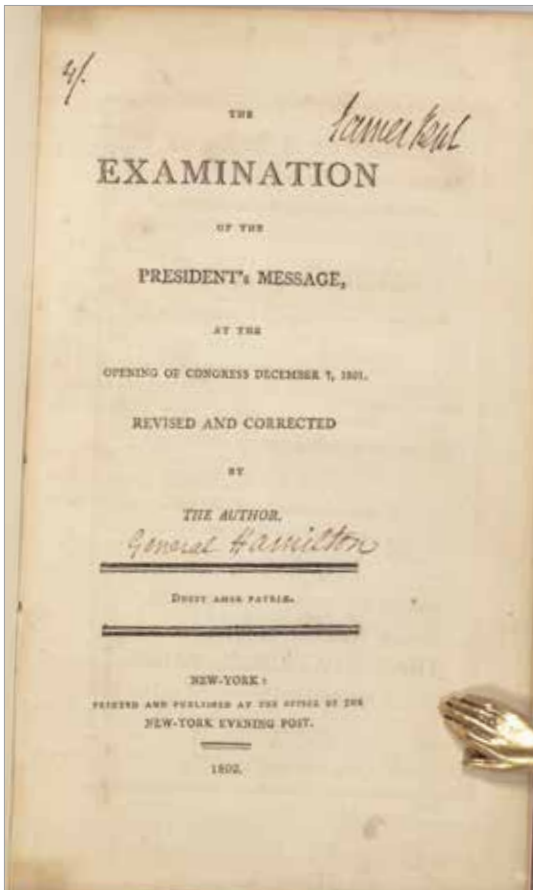 4/.
James Kent
THE
EXAMINATION
OF THE
PRESIDENT's MESSAGE,
AT THE
OPENING OF CONGRESS DECEMBER 7, 1801.
REVISED AND CORRECTED
BY
THE AUTHOR.
General Hamilton
DUCIT AMOR PATRIÆ.
NEW-YORK:
PRINTED AND PUBLISHED AT THE OFFICE OF THE
NEW-YORK EVENING POST.
1802.